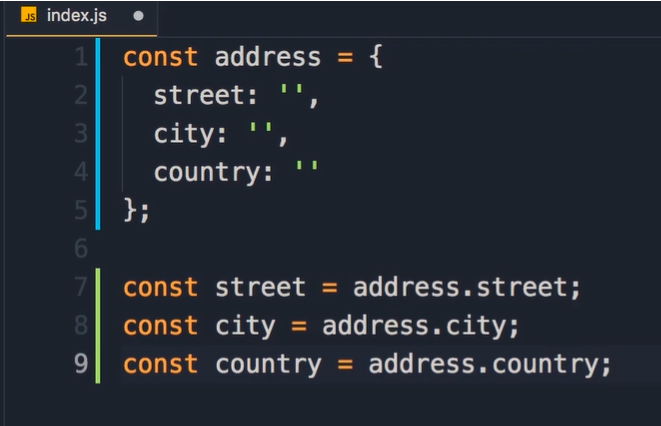 JS index.js
1 const address = {
2   street: '',
3   city: '',
4   country: ''
5 };
6
7 const street = address.street;
8 const city = address.city;
9 const country = address.country;